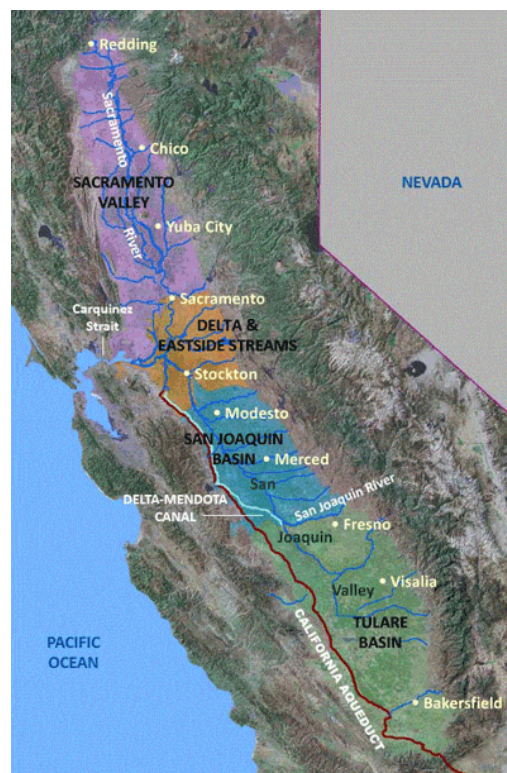 Redding
Sacramento
Chico
SACRAMENTO
VALLEY
NEVADA
Yuba City
River
Sacramento
Carquinez
Strait
DELTA &
EASTSIDE STREAMS
Stockton
Modesto
SAN JOAQUIN
BASIN
Merced
San
DELTA-MENDOTA
CANAL
San Joaquin River
Fresno
Joaquin
Visalia
Valley
TULARE
BASIN
CALIFORNIA AQUEDUCT
PACIFIC
OCEAN
Bakersfield